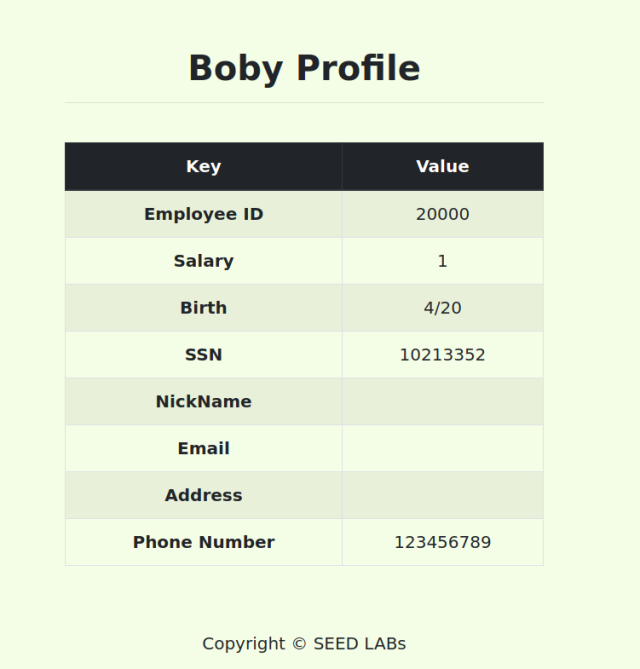 Boby Profile
Key Value
Employee ID 20000
Salary 1
Birth 4/20
SSN 10213352
NickName
Email
Address
Phone Number 123456789
Copyright © SEED LABs